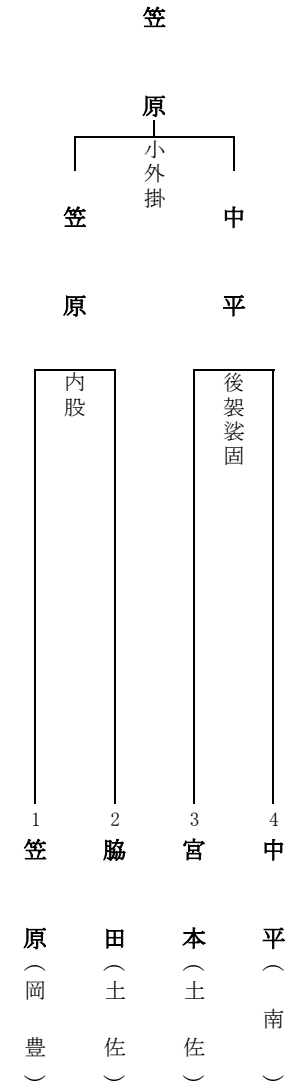 笠原
小外掛
笠原
中平
内股
後袈裟固
1 笠原（岡豊）
2 脇田（土佐）
3 宮本（土佐）
4 中平（南）